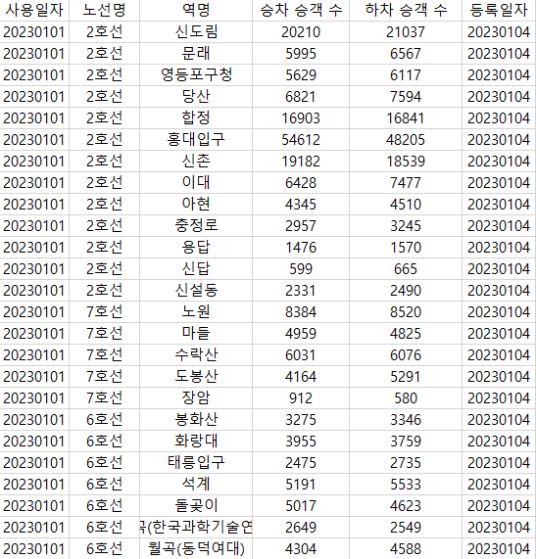 사용일자 노선명 역명 승차 승객 수 하차 승객 수 등록일자
20230101 2호선 신도림 20210 21037 20230104
20230101 2호선 문래 5995 6567 20230104
20230101 2호선 영등포구청 5629 6117 20230104
20230101 2호선 당산 6821 7594 20230104
20230101 2호선 합정 16903 16841 20230104
20230101 2호선 홍대입구 54612 48205 20230104
20230101 2호선 신촌 19182 18539 20230104
20230101 2호선 이대 6428 7477 20230104
20230101 2호선 아현 4345 4510 20230104
20230101 2호선 충정로 2957 3245 20230104
20230101 2호선 용답 1476 1570 20230104
20230101 2호선 신답 599 665 20230104
20230101 2호선 신설동 2331 2490 20230104
20230101 7호선 노원 8384 8520 20230104
20230101 7호선 마들 4959 4825 20230104
20230101 7호선 수락산 6031 6076 20230104
20230101 7호선 도봉산 4164 5291 20230104
20230101 7호선 장암 912 580 20230104
20230101 6호선 봉화산 3275 3346 20230104
20230101 6호선 화랑대 3955 3759 20230104
20230101 6호선 태릉입구 2475 2735 20230104
20230101 6호선 석계 5191 5533 20230104
20230101 6호선 돌곶이 5017 4623 20230104
20230101 6호선 (한국과학기술연 2649 2549 20230104
20230101 6호선 월곡(동덕여대) 4304 4588 20230104